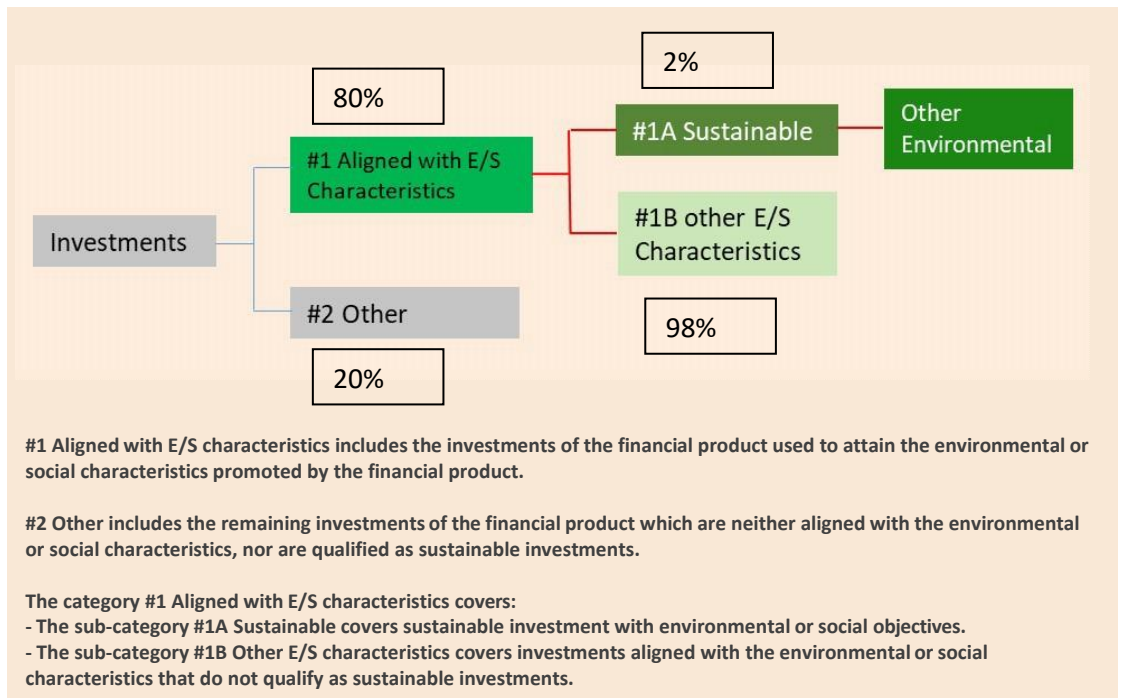 2%
80%
Other
Environmental
#1A Sustainable
#1 Aligned with E/S
Characteristics
#1B other E/S
Characteristics
Investments
#2 Other
98%
20%
#1 Aligned with E/S characteristics includes the investments of the financial product used to attain the environmental or
social characteristics promoted by the financial product.
#2 Other includes the remaining investments of the financial product which are neither aligned with the environmental
or social characteristics, nor are qualified as sustainable investments.
The category #1 Aligned with E/S characteristics covers:
- The sub-category #1A Sustainable covers sustainable investment with environmental or social objectives.
- The sub-category #1B Other E/S characteristics covers investments aligned with the environmental or social
characteristics that do not qualify as sustainable investments.